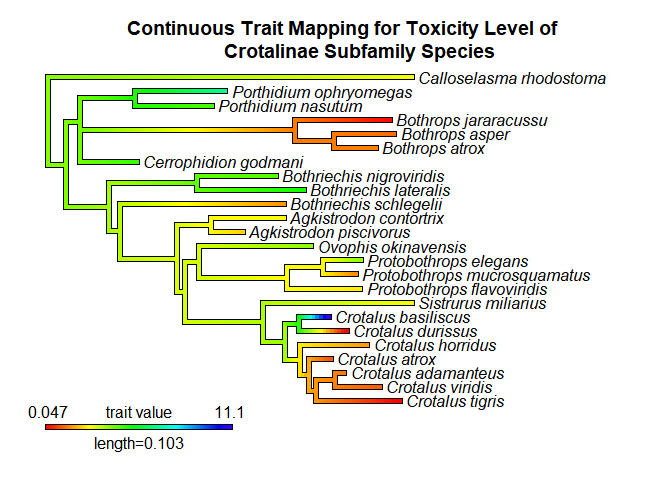 Continuous Trait Mapping for Toxicity Level of
Crotalinae Subfamily Species
Calloselasma rhodostoma
Porthidium ophryomegas
Porthidium nasutum
Bothrops jararacussu
Bothrops asper
Bothrops atrox
Cerrophidion godmani
Bothriechis nigroviridis
Bothriechis lateralis
Bothriechis schlegelii
Agkistrodon contortrix
Agkistrodon piscivorus
Ovophis okinavensis
Protobothrops elegans
Protobothrops mucrosquamatus
Protobothrops flavoviridis
Sistrurus miliarius
Crotalus basiliscus
Crotalus durissus
Crotalus horridus
Crotalus atrox
Crotalus adamanteus
Crotalus viridis
Crotalus tigris
0.047 trait value 11.1
length=0.103